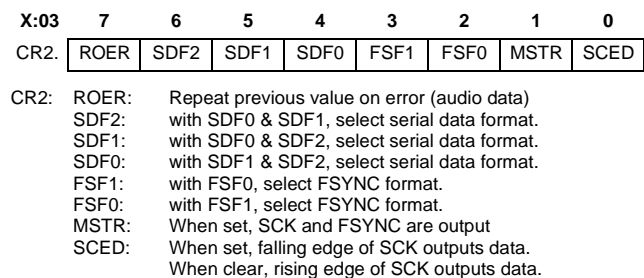 X:03 7 6 5 4 3 2 1 0
CR2. ROER SDF2 SDF1 SDF0 FSF1 FSF0 MSTR SCED
CR2: ROER: Repeat previous value on error (audio data)
SDF2: with SDF0 & SDF1, select serial data format.
SDF1: with SDF0 & SDF2, select serial data format.
SDF0: with SDF1 & SDF2, select serial data format.
FSF1: with FSF0, select FSYNC format.
FSF0: with FSF1, select FSYNC format.
MSTR: When set, SCK and FSYNC are output
SCED: When set, falling edge of SCK outputs data.
When clear, rising edge of SCK outputs data.